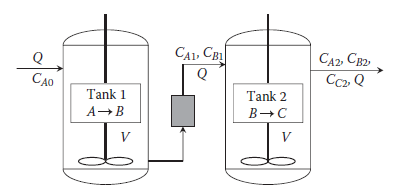 Q
C_A0
Tank 1
A → B
V
C_A1, C_B1
Q
Tank 2
B → C
V
C_A2, C_B2,
C_C2, Q